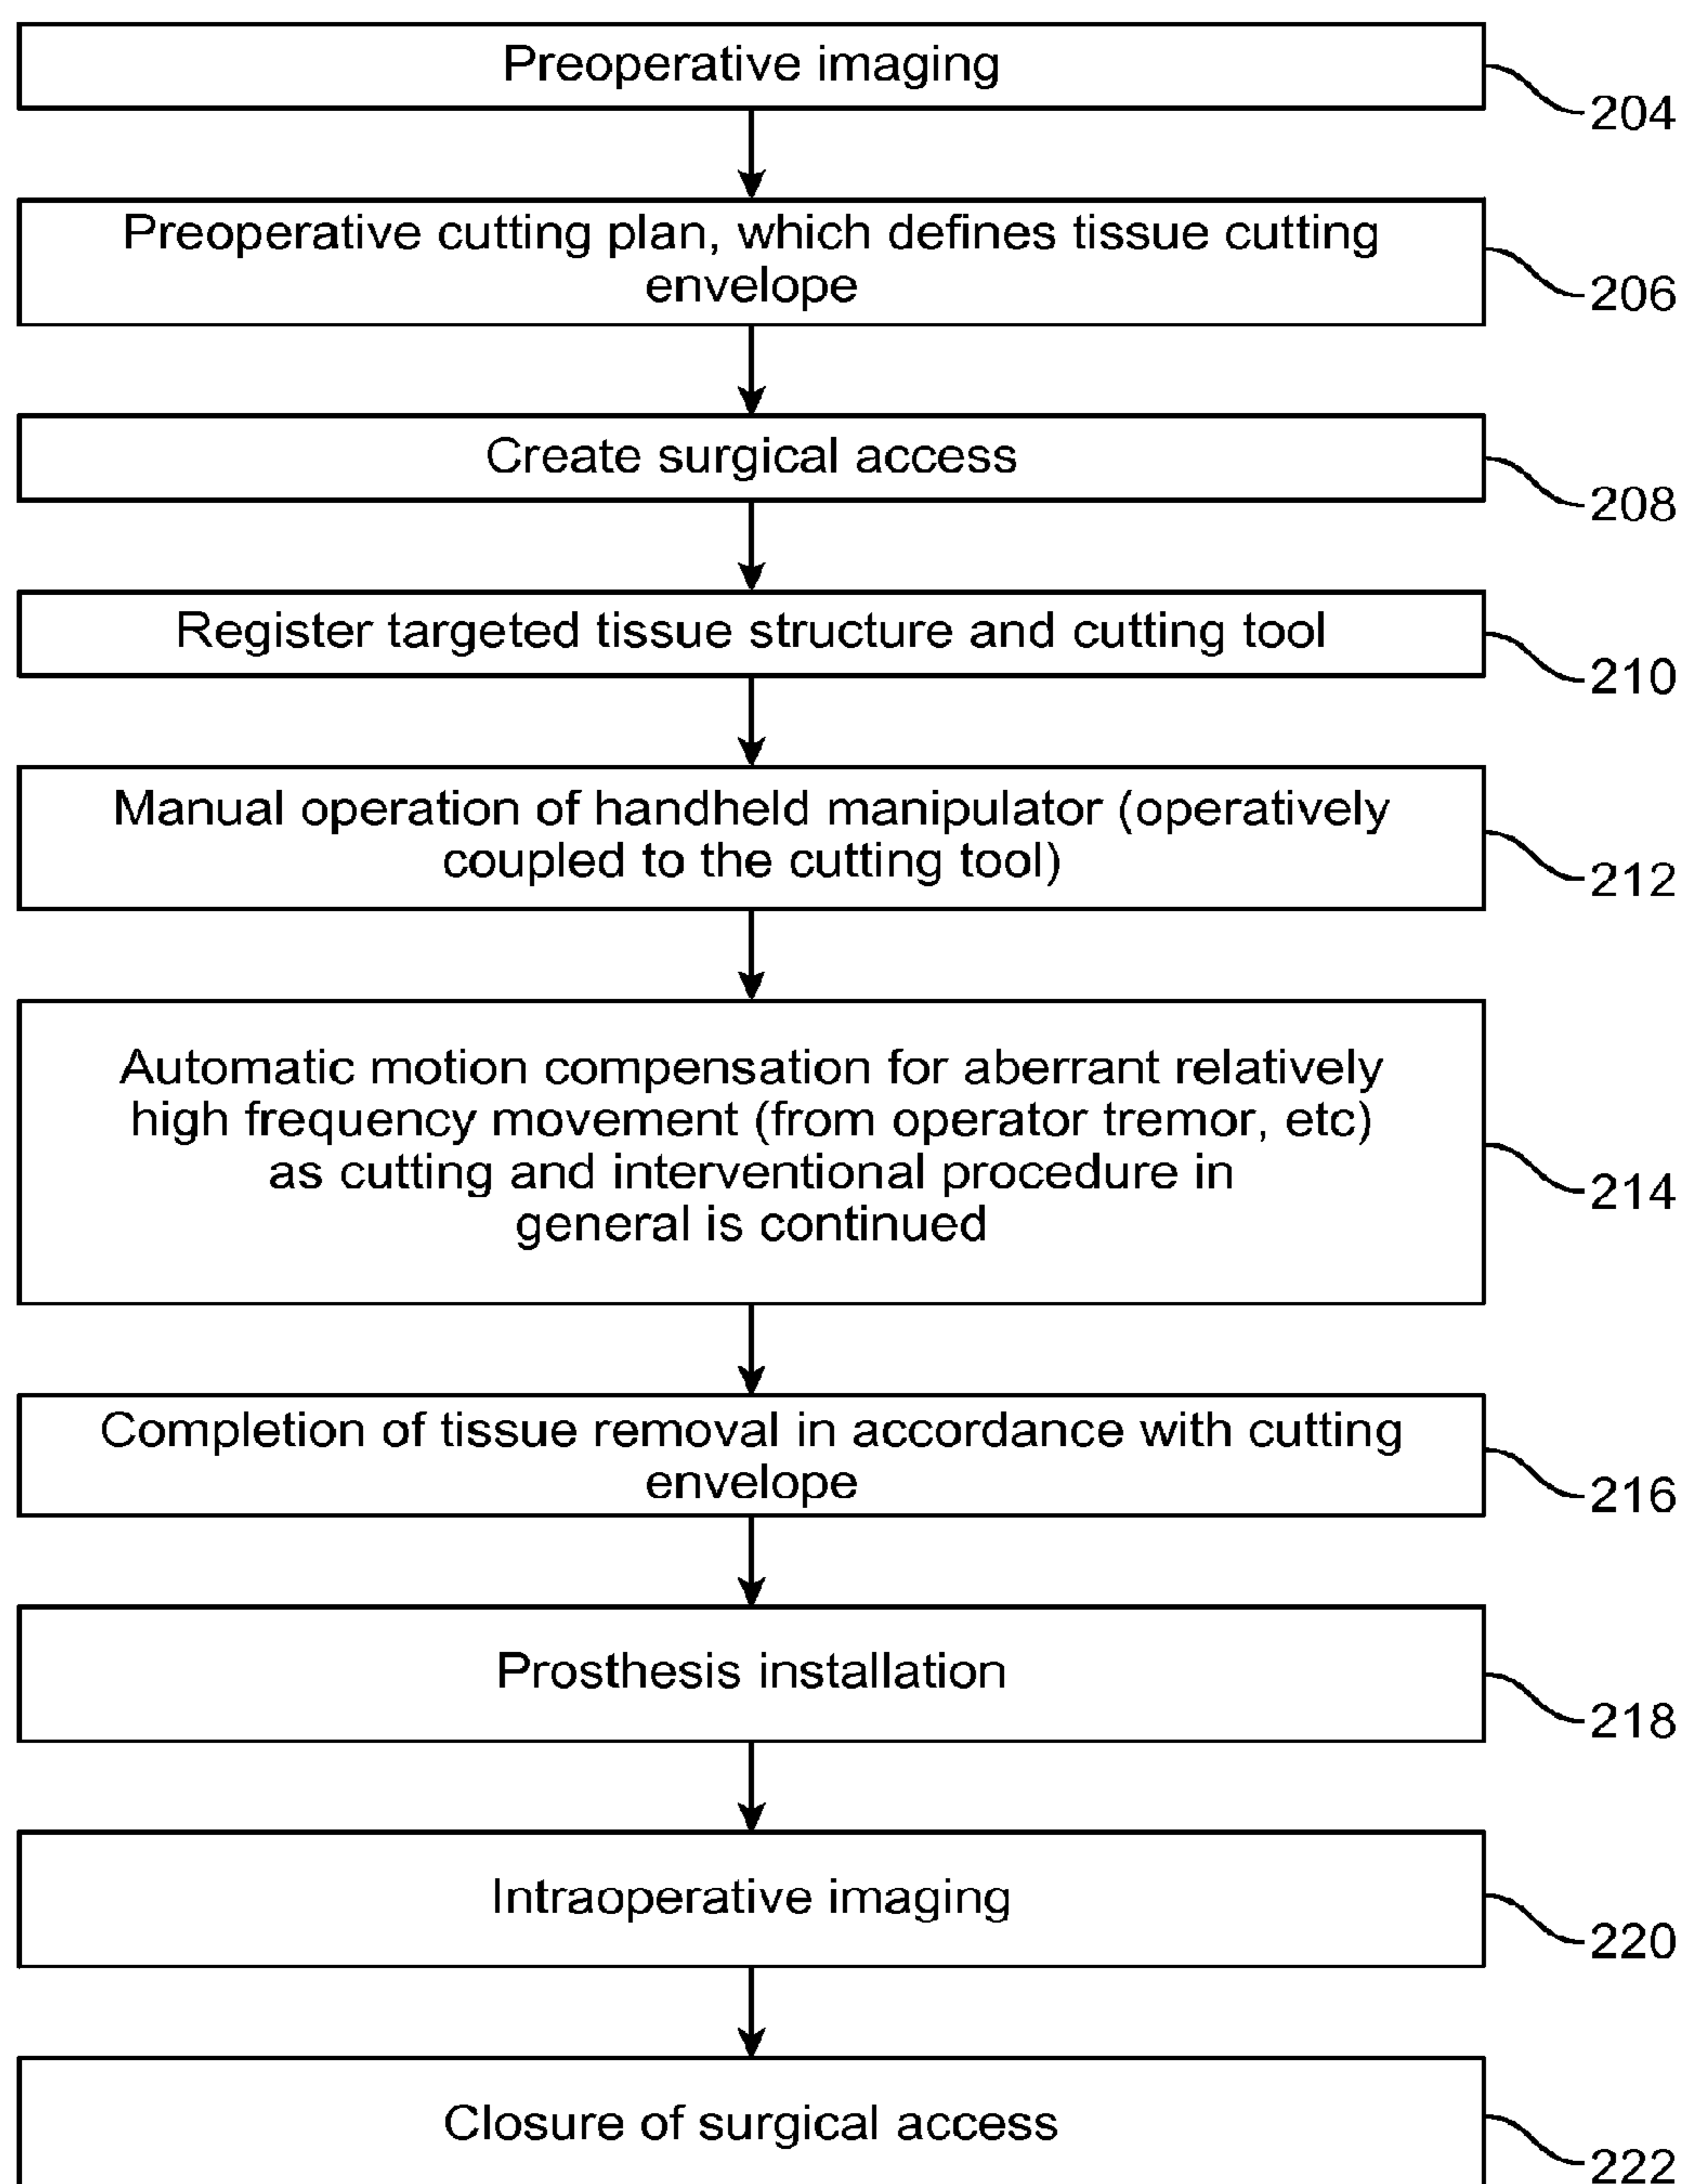 Preoperative imaging
204
Preoperative cutting plan, which defines tissue cutting
envelope
206
Create surgical access
208
Register targeted tissue structure and cutting tool
210
Manual operation of handheld manipulator (operatively
coupled to the cutting tool)
212
Automatic motion compensation for aberrant relatively
high frequency movement (from operator tremor, etc)
as cutting and interventional procedure in
general is continued
214
Completion of tissue removal in accordance with cutting
envelope
216
Prosthesis installation
218
Intraoperative imaging
220
Closure of surgical access
222